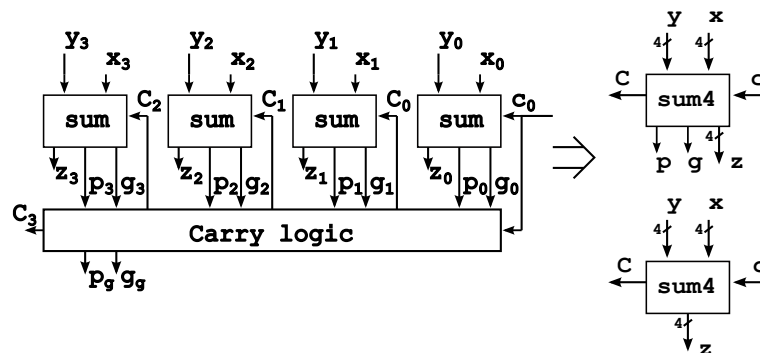 y3 x3 y2 x2 y1 x1 y0 x0
C2 C1 C0 c0
sum sum sum sum
z3 p3 g3 z2 p2 g2 z1 p1 g1 z0 p0 g0
C3
Carry logic
pg gg
y x
4 4
C c
sum4
4
p g z
y x
4 4
C c
sum4
4
z